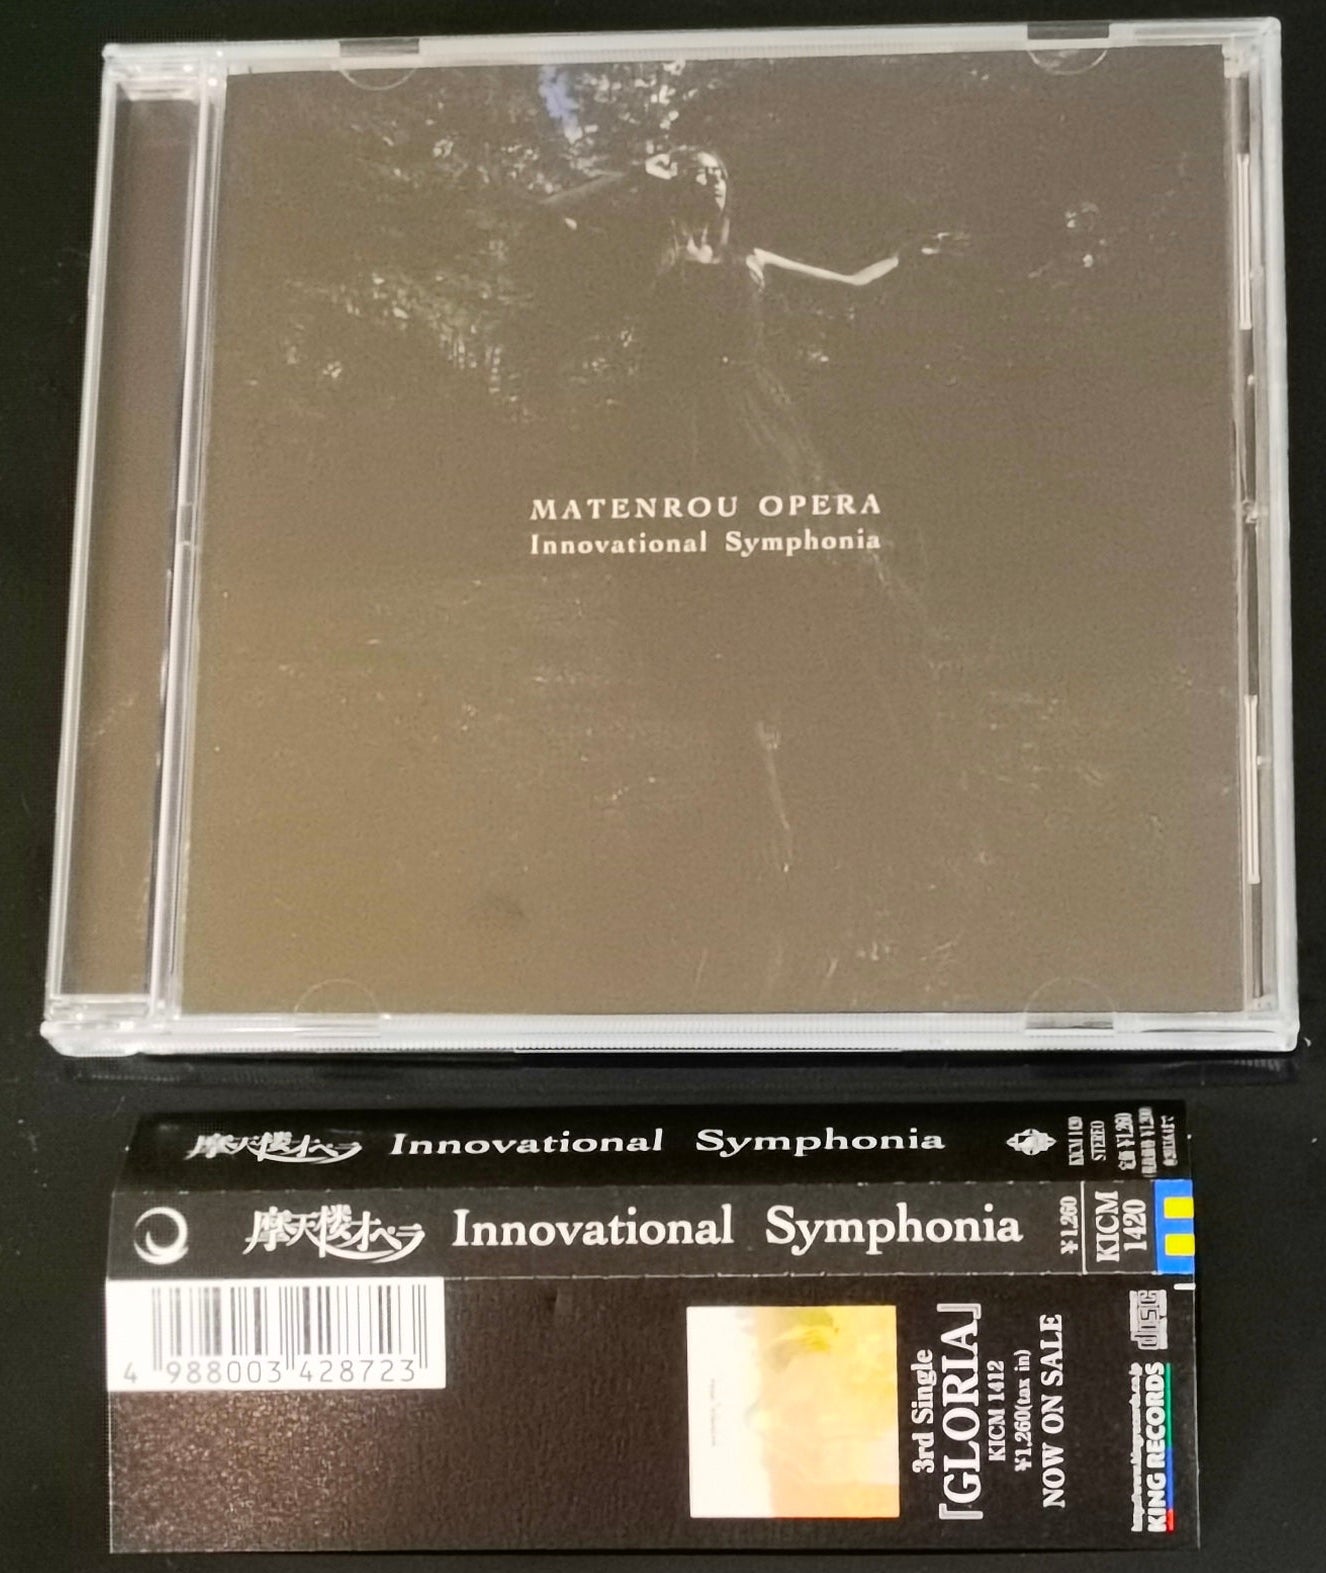 MATENROU OPERA
Innovational Symphonia
摩天楼オペラ Innovational Symphonia
STEREO
摩天楼オペラ Innovational Symphonia
¥1,260
KICM
1420
4 988003 428723
3rd Single
『GLORIA』
KICM 1412
¥1,260(tax in)
NOW ON SALE
disc
KING RECORDS